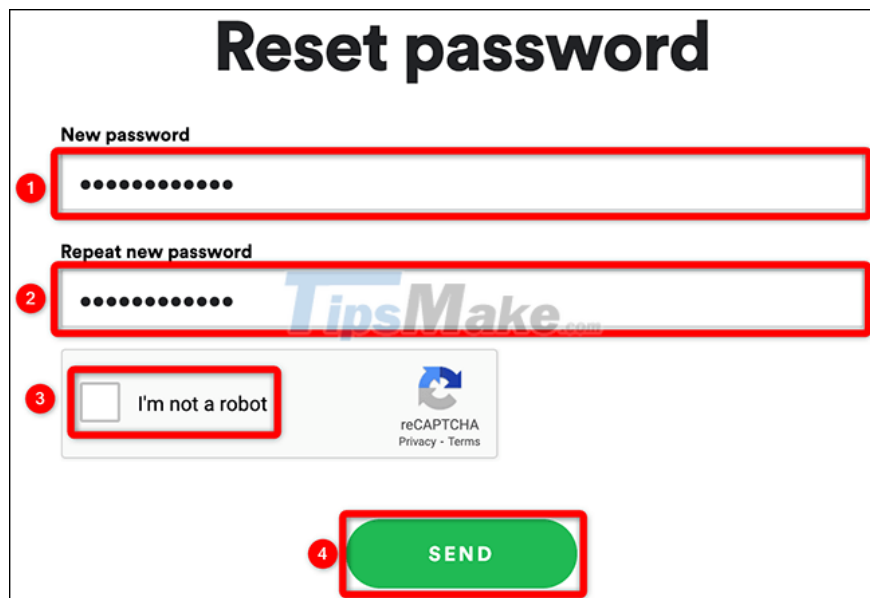 Reset password
New password
1
••••••••••••
Repeat new password
2
••••••••••••
TipsMake.com
3
I'm not a robot
reCAPTCHA
Privacy - Terms
4
SEND